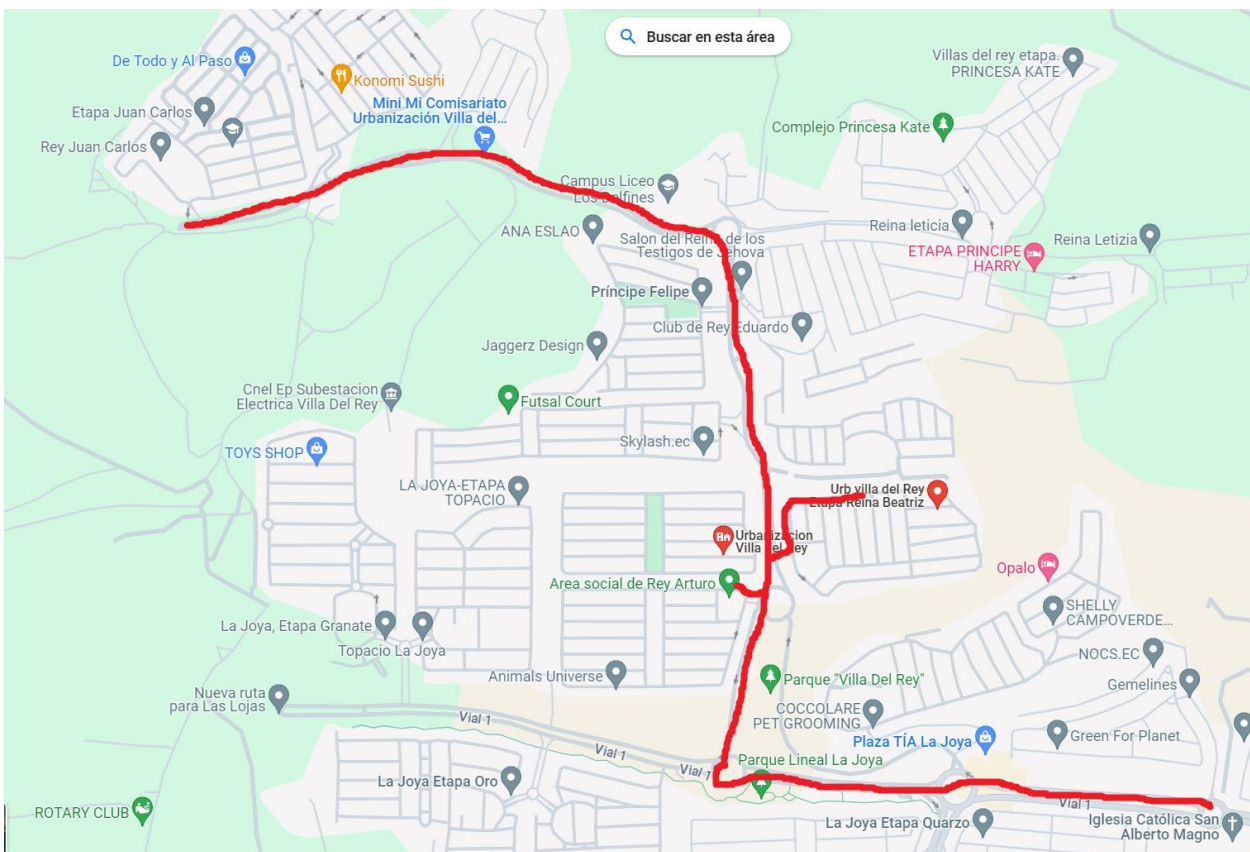 Buscar en esta área
De Todo y Al Paso
Villas del rey etapa.
PRINCESA KATE
Konomi Sushi
Mini Mi Comisariato
Urbanización Villa del...
Etapa Juan Carlos
Rey Juan Carlos
Complejo Princesa Kate
Campus Liceo
Los Delfines
ANA ESLAO
Reina leticia
Salon del Reino de los
Testigos de Jehova
ETAPA PRINCIPE
HARRY
Reina Letizia
Príncipe Felipe
Club de Rey Eduardo
Jaggerz Design
Cnel Ep Subestacion
Electrica Villa Del Rey
Futsal Court
Skylash.ec
TOYS SHOP
LA JOYA-ETAPA
TOPACIO
Urb villa del Rey
Etapa Reina Beatriz
Urbanizacion
Villa del Rey
Area social de Rey Arturo
Opalo
SHELLY
CAMPOVERDE...
La Joya, Etapa Granate
Topacio La Joya
NOCS.EC
Animals Universe
Parque "Villa Del Rey"
Gemelines
Nueva ruta
para Las Lojas
COCCOLARE
PET GROOMING
Vial 1
Green For Planet
Plaza TÍA La Joya
Vial 1
Parque Lineal La Joya
Vial 1
La Joya Etapa Oro
Vial 1
ROTARY CLUB
La Joya Etapa Quarzo
Iglesia Católica San
Alberto Magno